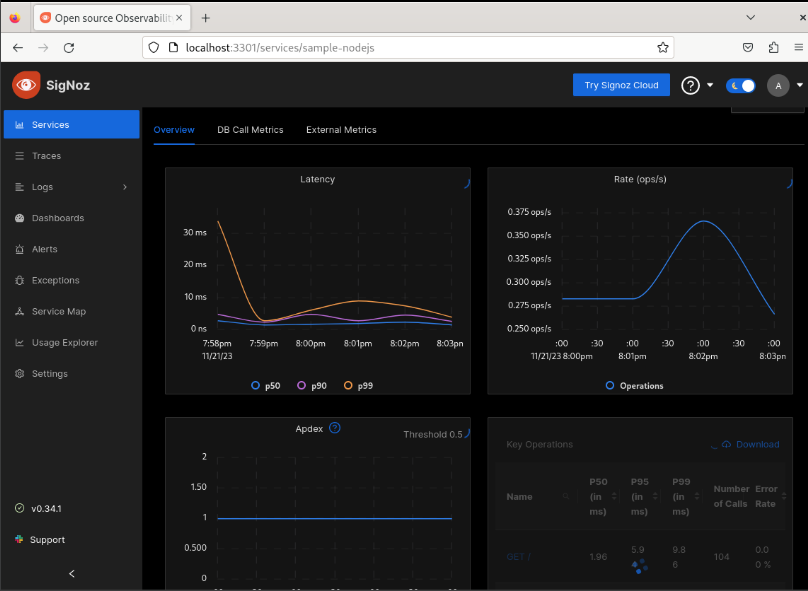 Open source Observabilit
localhost:3301/services/sample-nodejs
SigNoz
Try Signoz Cloud
?
A
Services
Traces
Logs
Dashboards
Alerts
Exceptions
Service Map
Usage Explorer
Settings
v0.34.1
Support
Overview DB Call Metrics External Metrics
Latency
30 ms
20 ms
10 ms
0 ns
7:58pm 7:59pm 8:00pm 8:01pm 8:02pm 8:03pm
11/21/23
p50 p90 p99
Rate (ops/s)
0.375 ops/s
0.350 ops/s
0.325 ops/s
0.300 ops/s
0.275 ops/s
0.250 ops/s
:00 :30 :00 :30 :00 :30 :00
11/21/23 8:00pm 8:01pm 8:02pm 8:03pm
Operations
Apdex ?
Threshold 0.5
2
1.50
1
0.500
0
Key Operations Download
Name
P50 (in ms)
P95 (in ms)
P99 (in ms)
Number of Calls
Error Rate
GET / 1.96 5.9 9.86 104 0.00 %